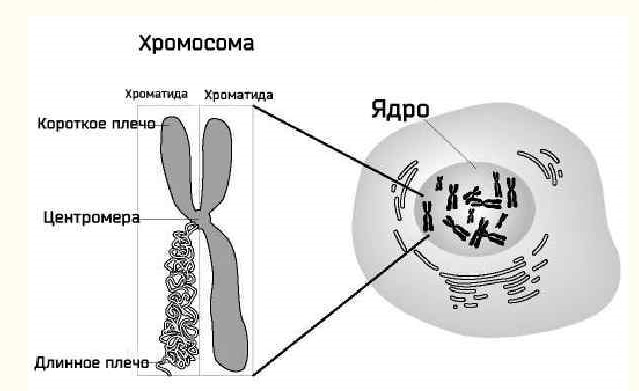 Хромосома
Хроматида Хроматида
Короткое плечо
Ядро
Центромера
Длинное плечо